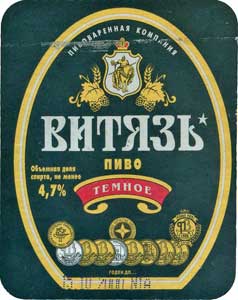 ПИВОВАРЕННАЯ КОМПАНИЯ
ВИТЯЗЬ*
ПИВО
Объемная доля
спирта, не менее
4,7%
ТЕМНОЕ
ГОДЕН ДО...